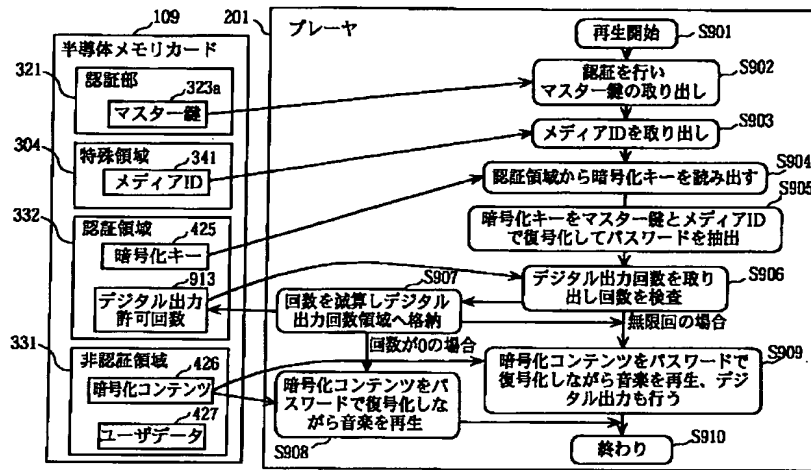 109
201
半導体メモリカード
321
認証部
323a
マスター鍵
304
特殊領域
341
メディアID
332
認証領域
425
暗号化キー
913
デジタル出力
許可回数
331
非認証領域
426
暗号化コンテンツ
427
ユーザデータ
プレーヤ
再生開始
S901
認証を行い
マスター鍵の取り出し
S902
メディアIDを取り出し
S903
認証領域から暗号化キーを読み出す
S904
暗号化キーをマスター鍵とメディアID
で復号化してパスワードを抽出
S905
デジタル出力回数を取り
出し回数を検査
S906
S907
回数を減算しデジタル
出力回数領域へ格納
無限回の場合
回数が0の場合
暗号化コンテンツをパ
スワードで復号化しな
がら音楽を再生
S908
暗号化コンテンツをパスワードで
復号化しながら音楽を再生、デジ
タル出力も行う
S909
終わり
S910